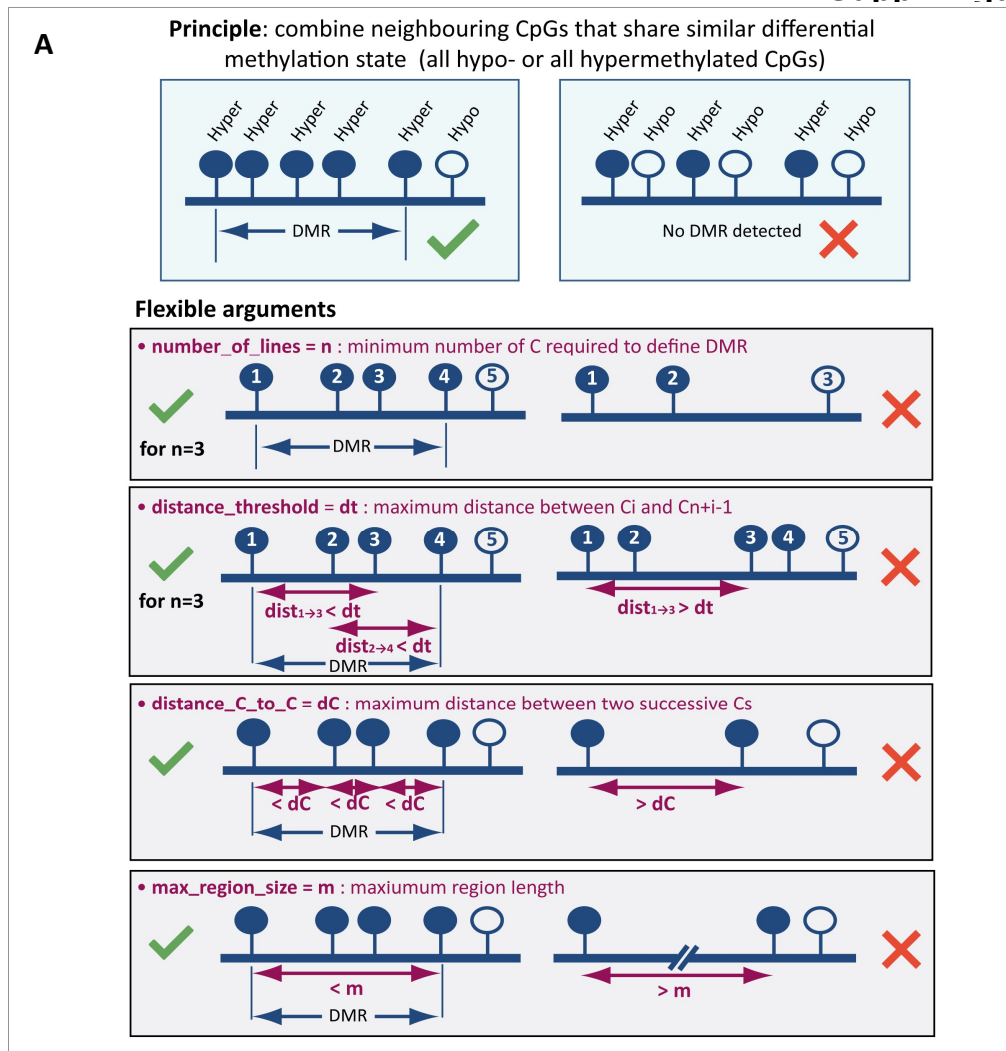 A
Principle: combine neighbouring CpGs that share similar differential
methylation state (all hypo- or all hypermethylated CpGs)
Hyper Hyper Hyper Hyper Hyper Hypo
DMR
Hyper Hypo Hyper Hypo Hyper Hypo
No DMR detected
Flexible arguments
• number_of_lines = n : minimum number of C required to define DMR
1 2 3 4 5
for n=3
DMR
1 2 3
• distance_threshold = dt : maximum distance between Ci and Cn+i-1
1 2 3 4 5
for n=3
dist1→3 < dt
dist2→4 < dt
DMR
1 2 3 4 5
dist1→3 > dt
• distance_C_to_C = dC : maximum distance between two successive Cs
< dC < dC < dC
DMR
> dC
• max_region_size = m : maxiumum region length
< m
DMR
> m